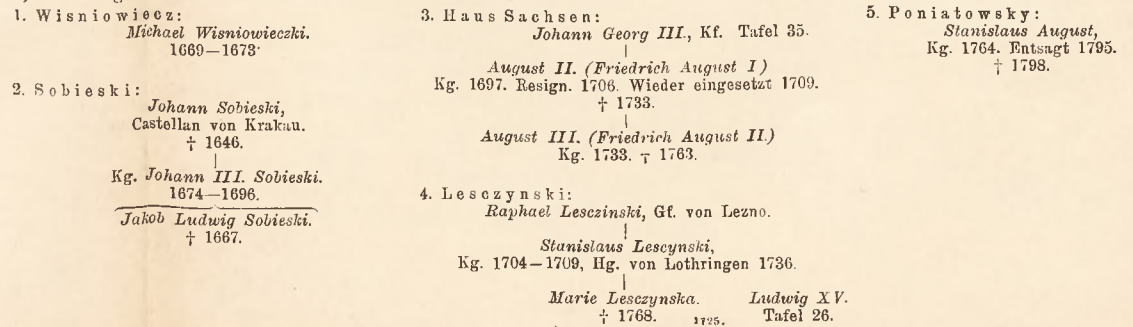 1. Wisniowiecz:
Michael Wisniowieczki.
1669—1673
2. Sobieski:
Johann Sobieski,
Castellan von Krakau.
† 1646.
Kg. Johann III. Sobieski.
1674—1696.
Jakob Ludwig Sobieski.
† 1667.
3. Haus Sachsen:
Johann Georg III., Kf. Tafel 35.
August II. (Friedrich August I)
Kg. 1697. Resign. 1706. Wieder eingesetzt 1709.
† 1733.
August III. (Friedrich August II.)
Kg. 1733. † 1763.
4. Lesczynski:
Raphael Lesczinski, Gf. von Lezno.
Stanislaus Lescynski,
Kg. 1704—1709, Hg. von Lothringen 1736.
Marie Lesczynska. Ludwig XV.
† 1768. 1725. Tafel 26.
5. Poniatowsky:
Stanislaus August,
Kg. 1764. Entsagt 1795.
† 1798.